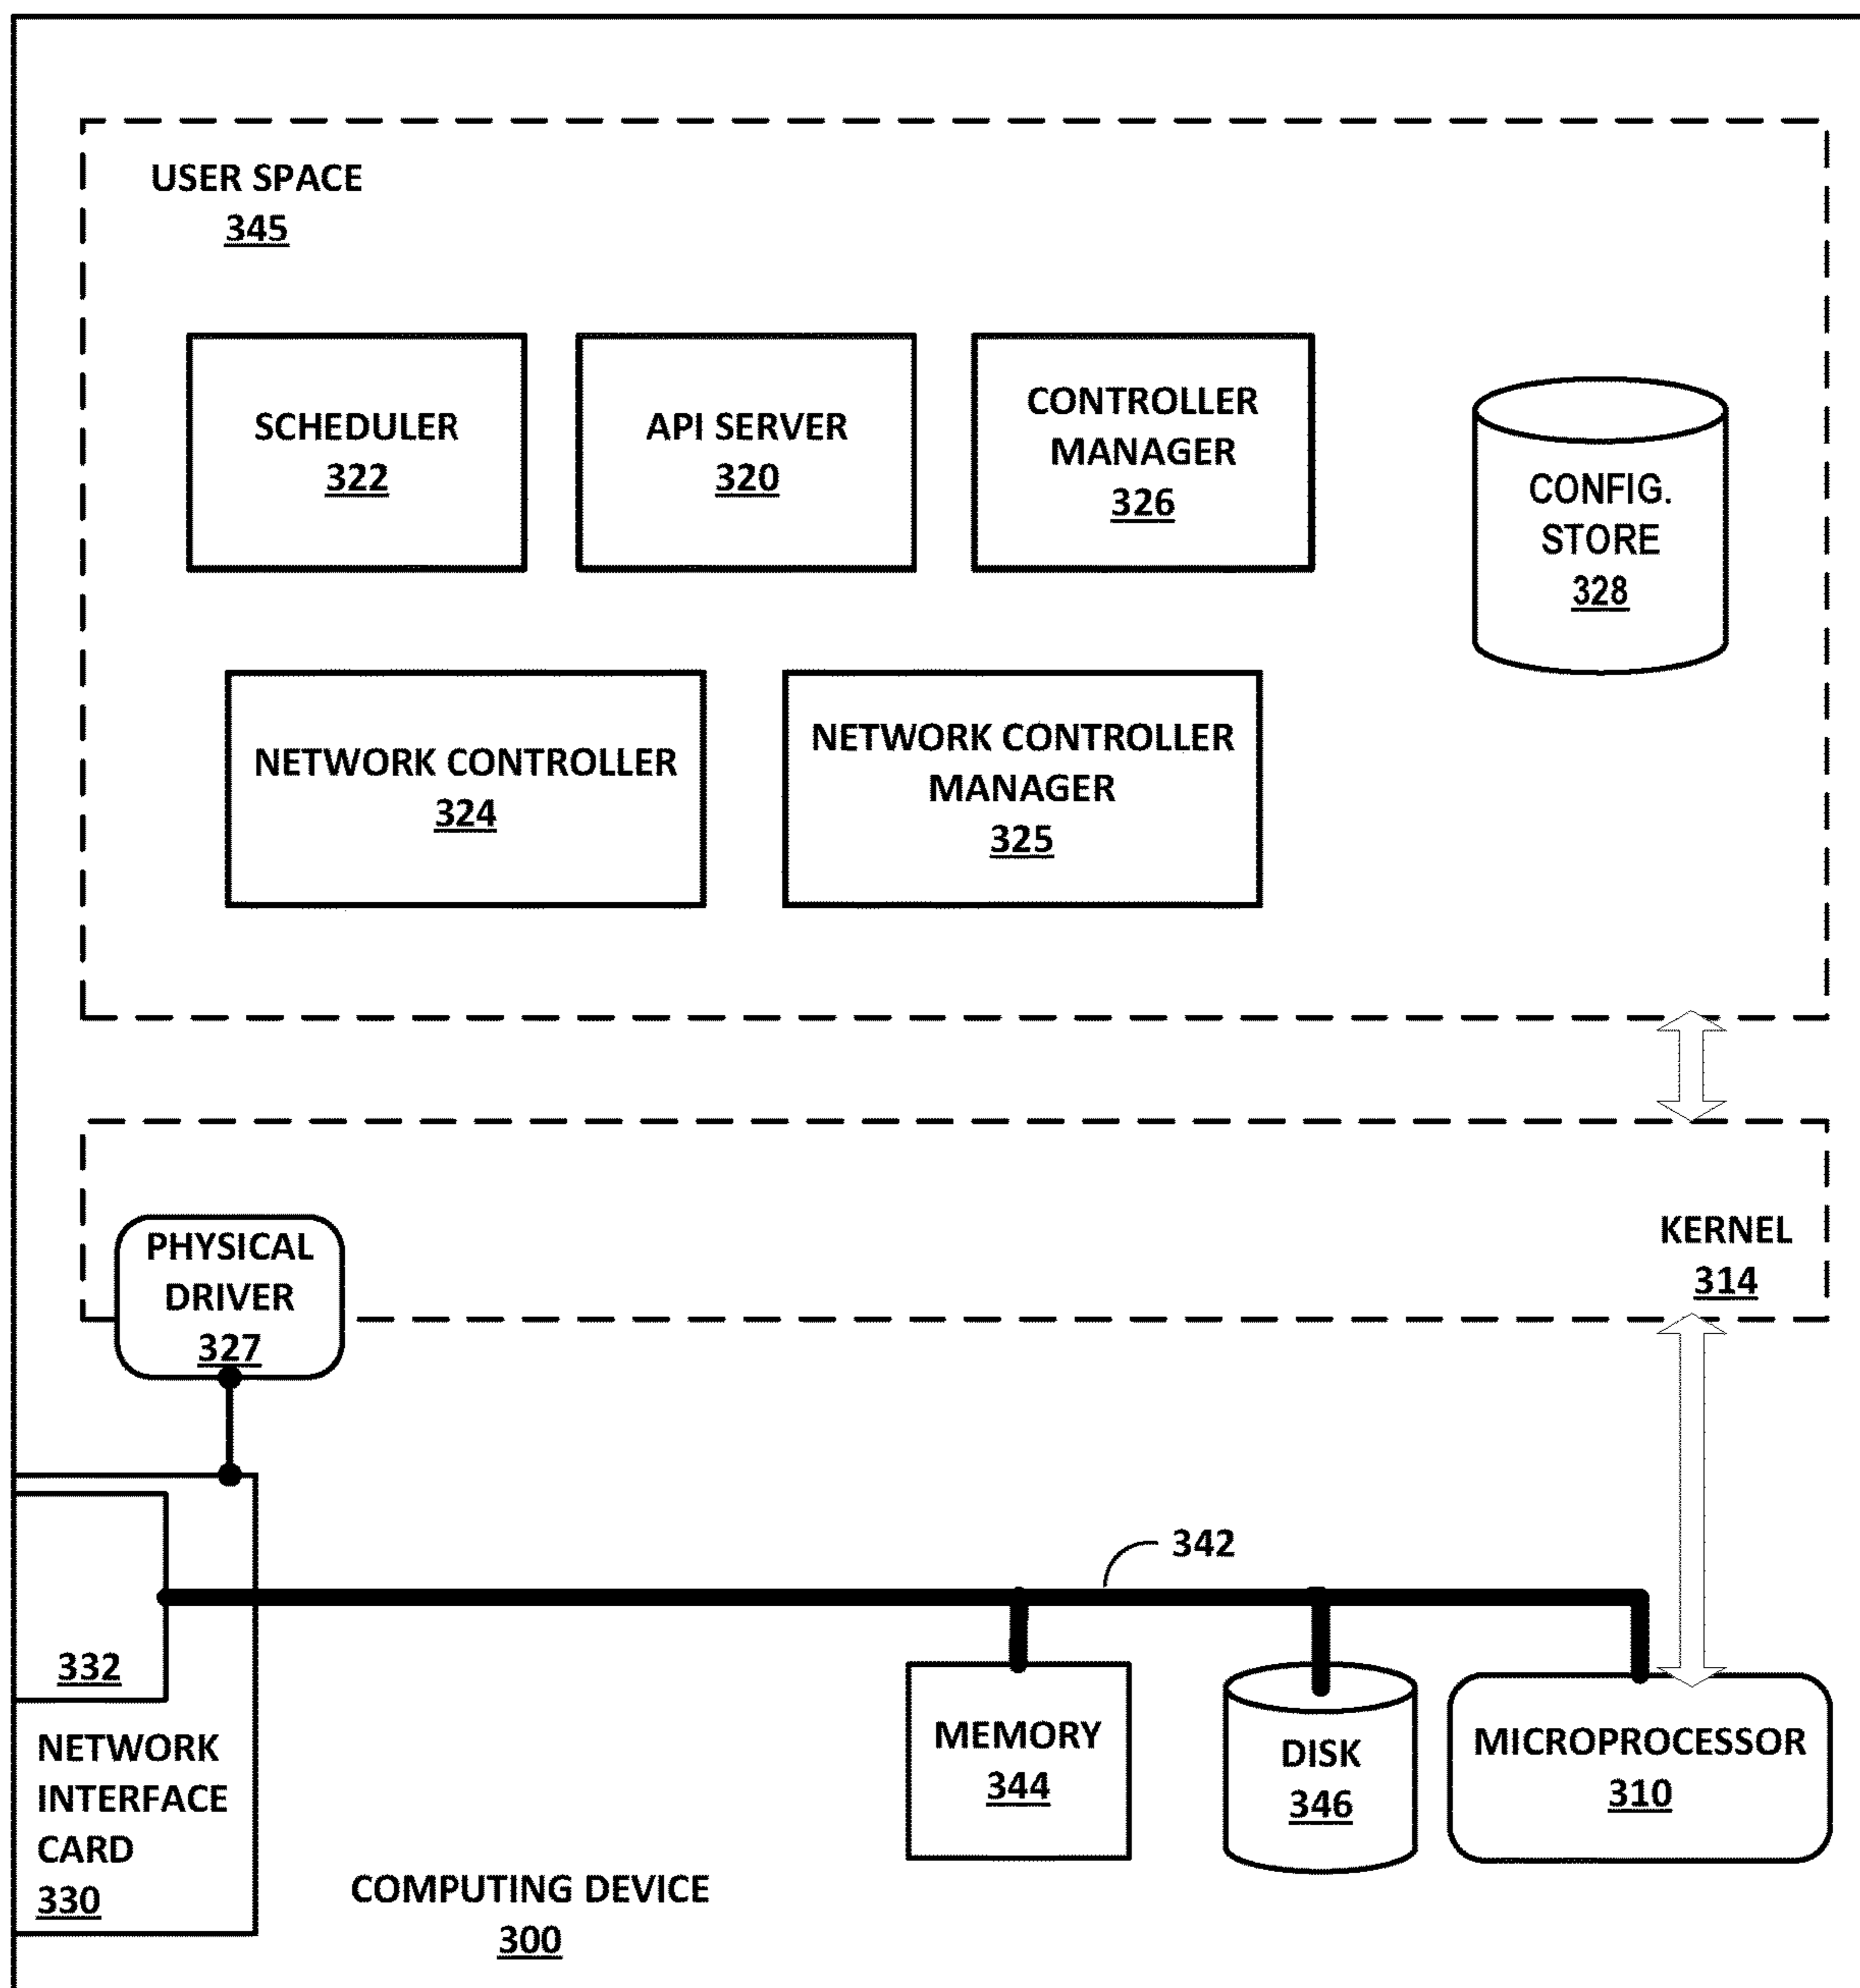 USER SPACE
345
SCHEDULER
322
API SERVER
320
CONTROLLER
MANAGER
326
CONFIG.
STORE
328
NETWORK CONTROLLER
324
NETWORK CONTROLLER
MANAGER
325
PHYSICAL
DRIVER
327
KERNEL
314
342
332
NETWORK
INTERFACE
CARD
330
MEMORY
344
DISK
346
MICROPROCESSOR
310
COMPUTING DEVICE
300